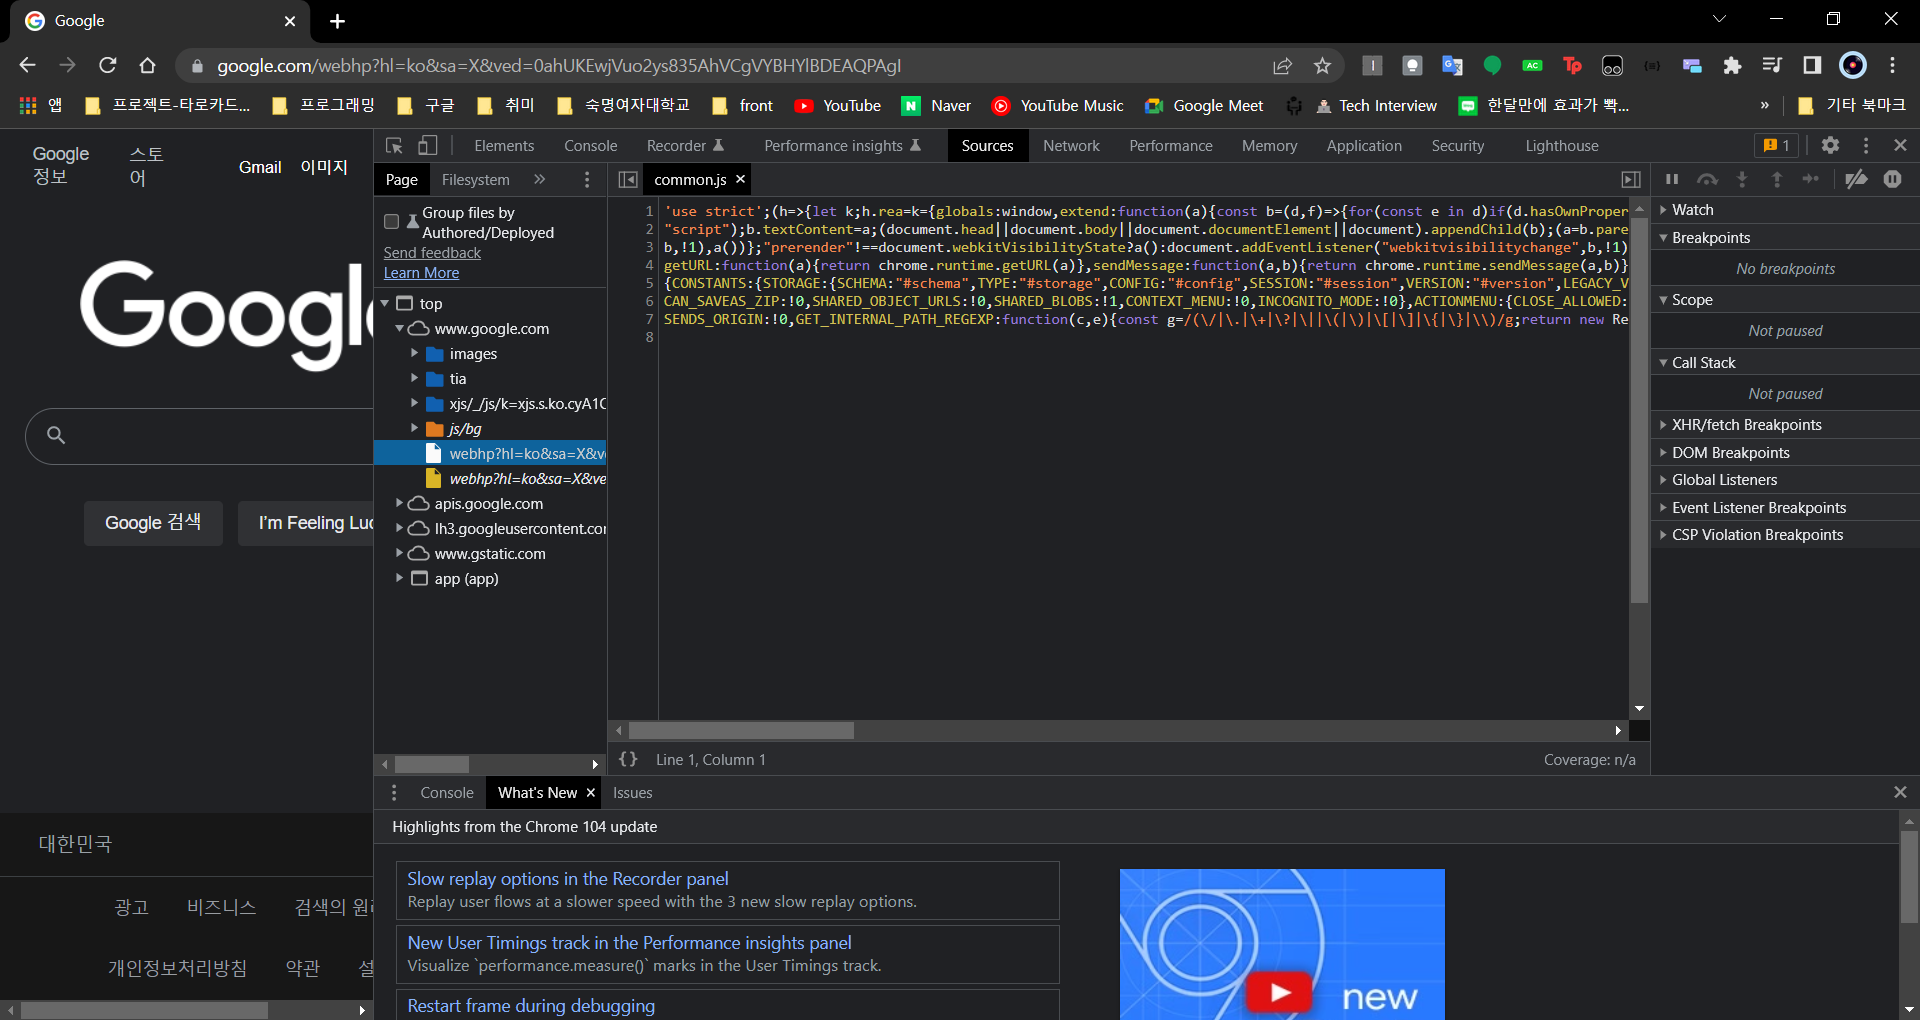 Google
google.com/webhp?hl=ko&sa=X&ved=0ahUKEwjVuo2ys835AhVCgVYBHYlBDEAQPAgI
앱
프로젝트-타로카드...
프로그래밍
구글
취미
숙명여자대학교
front
YouTube
Naver
YouTube Music
Google Meet
Tech Interview
한달만에 효과가 뽝...
»
기타 북마크
Google 정보
스토어
Gmail
이미지
Google
Google 검색
I'm Feeling Luc
대한민국
광고
비즈니스
검색의 원
개인정보처리방침
약관
설
Elements
Console
Recorder
Performance insights
Sources
Network
Performance
Memory
Application
Security
Lighthouse
1
Page
Filesystem
»
common.js
Group files by
Authored/Deployed
Send feedback
Learn More
top
www.google.com
images
tia
xjs/_/js/k=xjs.s.ko.cyA1C
js/bg
webhp?hl=ko&sa=X&v
webhp?hl=ko&sa=X&ve
apis.google.com
lh3.googleusercontent.co
www.gstatic.com
app (app)
1 'use strict';(h=>{let k;h.rea=k={globals:window,extend:function(a){const b=(d,f)=>{for(const e in d)if(d.hasOwnProper
2 "script");b.textContent=a;(document.head||document.body||document.documentElement||document).appendChild(b);(a=b.pare
3 b,!1),a())};"prerender"!==document.webkitVisibilityState?a():document.addEventListener("webkitvisibilitychange",b,!1)
4 getURL:function(a){return chrome.runtime.getURL(a)},sendMessage:function(a,b){return chrome.runtime.sendMessage(a,b)}
5 {CONSTANTS:{STORAGE:{SCHEMA:"#schema",TYPE:"#storage",CONFIG:"#config",SESSION:"#session",VERSION:"#version",LEGACY_V
6 CAN_SAVEAS_ZIP:!0,SHARED_OBJECT_URLS:!0,SHARED_BLOBS:!1,CONTEXT_MENU:!0,INCOGNITO_MODE:!0},ACTIONMENU:{CLOSE_ALLOWED:
7 SENDS_ORIGIN:!0,GET_INTERNAL_PATH_REGEXP:function(c,e){const g=/(\/|\.|\+|\?|\||\(|\)|\[|\]|\{|\}|\\)/g;return new Re
8
{} Line 1, Column 1
Coverage: n/a
Watch
Breakpoints
No breakpoints
Scope
Not paused
Call Stack
Not paused
XHR/fetch Breakpoints
DOM Breakpoints
Global Listeners
Event Listener Breakpoints
CSP Violation Breakpoints
Console
What's New
Issues
Highlights from the Chrome 104 update
Slow replay options in the Recorder panel
Replay user flows at a slower speed with the 3 new slow replay options.
New User Timings track in the Performance insights panel
Visualize `performance.measure()` marks in the User Timings track.
Restart frame during debugging
new